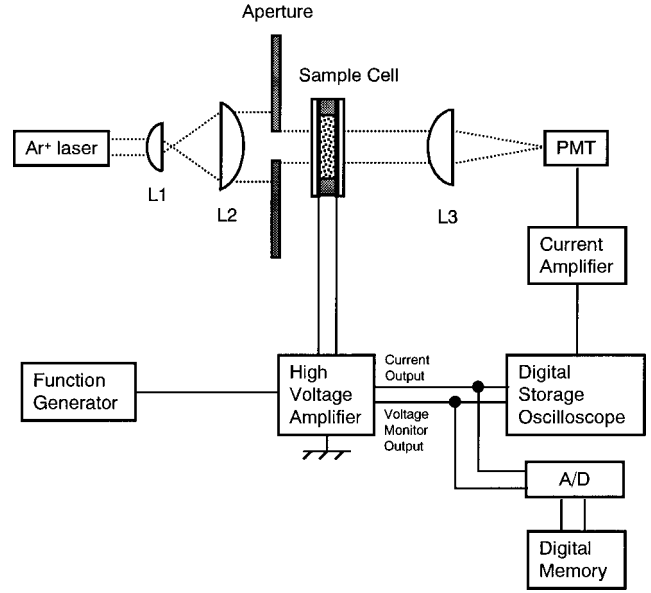 Aperture
Sample Cell
Ar+ laser
PMT
L1
L2
L3
Current
Amplifier
Function
Generator
High
Voltage
Amplifier
Current
Output
Voltage
Monitor
Output
Digital
Storage
Oscilloscope
A/D
Digital
Memory